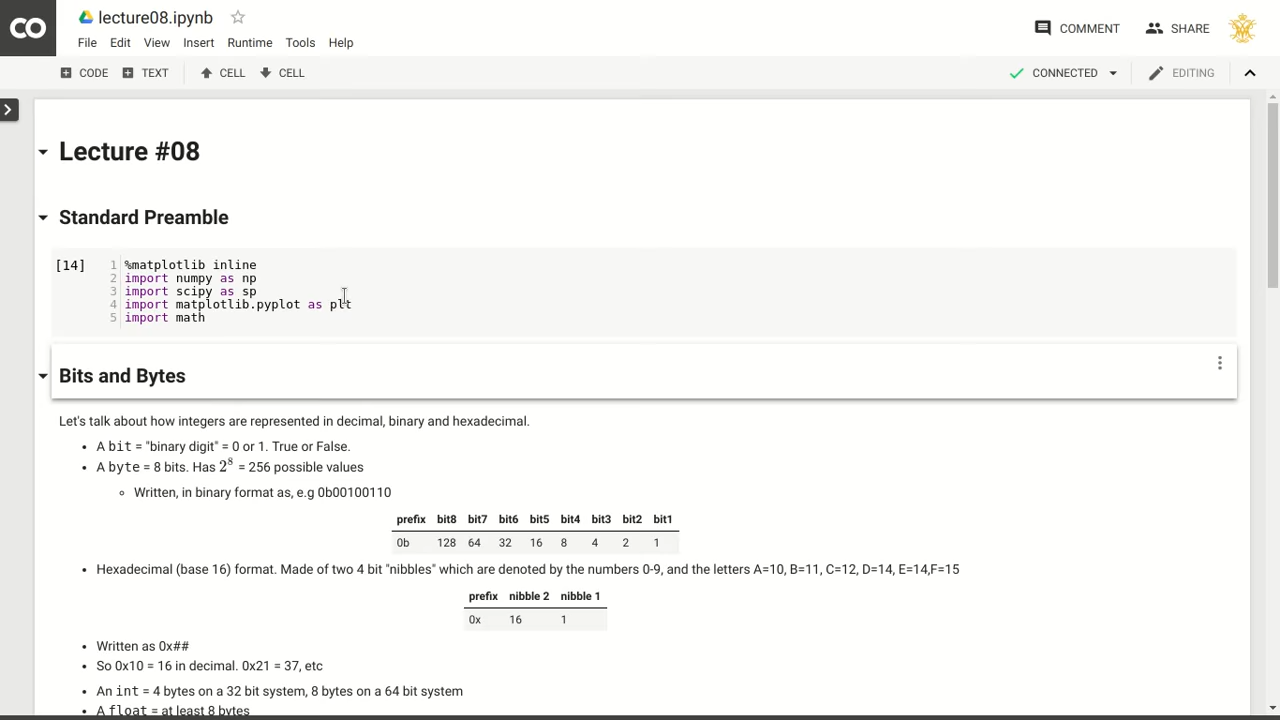 CO
lecture08.ipynb
File Edit View Insert Runtime Tools Help
COMMENT SHARE
CODE TEXT CELL CELL
CONNECTED EDITING
Lecture #08
Standard Preamble
[14]
1 %matplotlib inline
2 import numpy as np
3 import scipy as sp
4 import matplotlib.pyplot as plt
5 import math
Bits and Bytes
Let's talk about how integers are represented in decimal, binary and hexadecimal.
• A bit = "binary digit" = 0 or 1. True or False.
• A byte = 8 bits. Has 2⁸ = 256 possible values
◦ Written, in binary format as, e.g 0b00100110
prefix bit8 bit7 bit6 bit5 bit4 bit3 bit2 bit1
0b 128 64 32 16 8 4 2 1
• Hexadecimal (base 16) format. Made of two 4 bit "nibbles" which are denoted by the numbers 0-9, and the letters A=10, B=11, C=12, D=14, E=14,F=15
prefix nibble 2 nibble 1
0x 16 1
• Written as 0x##
• So 0x10 = 16 in decimal. 0x21 = 37, etc
• An int = 4 bytes on a 32 bit system, 8 bytes on a 64 bit system
• A float = at least 8 bytes